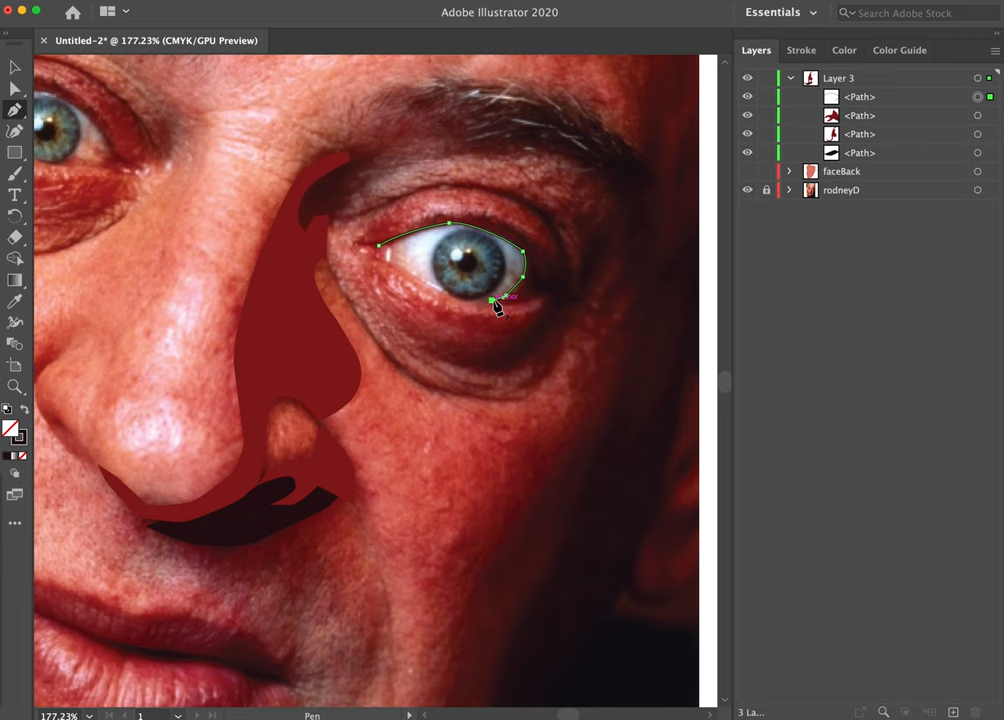 Adobe Illustrator 2020
Essentials
Search Adobe Stock
× Untitled-2* @ 177.23% (CMYK/GPU Preview)
Layers Stroke Color Color Guide
Layer 3
<Path>
<Path>
<Path>
<Path>
faceBack
rodneyD
T
177.23% 1 Pen
3 La...